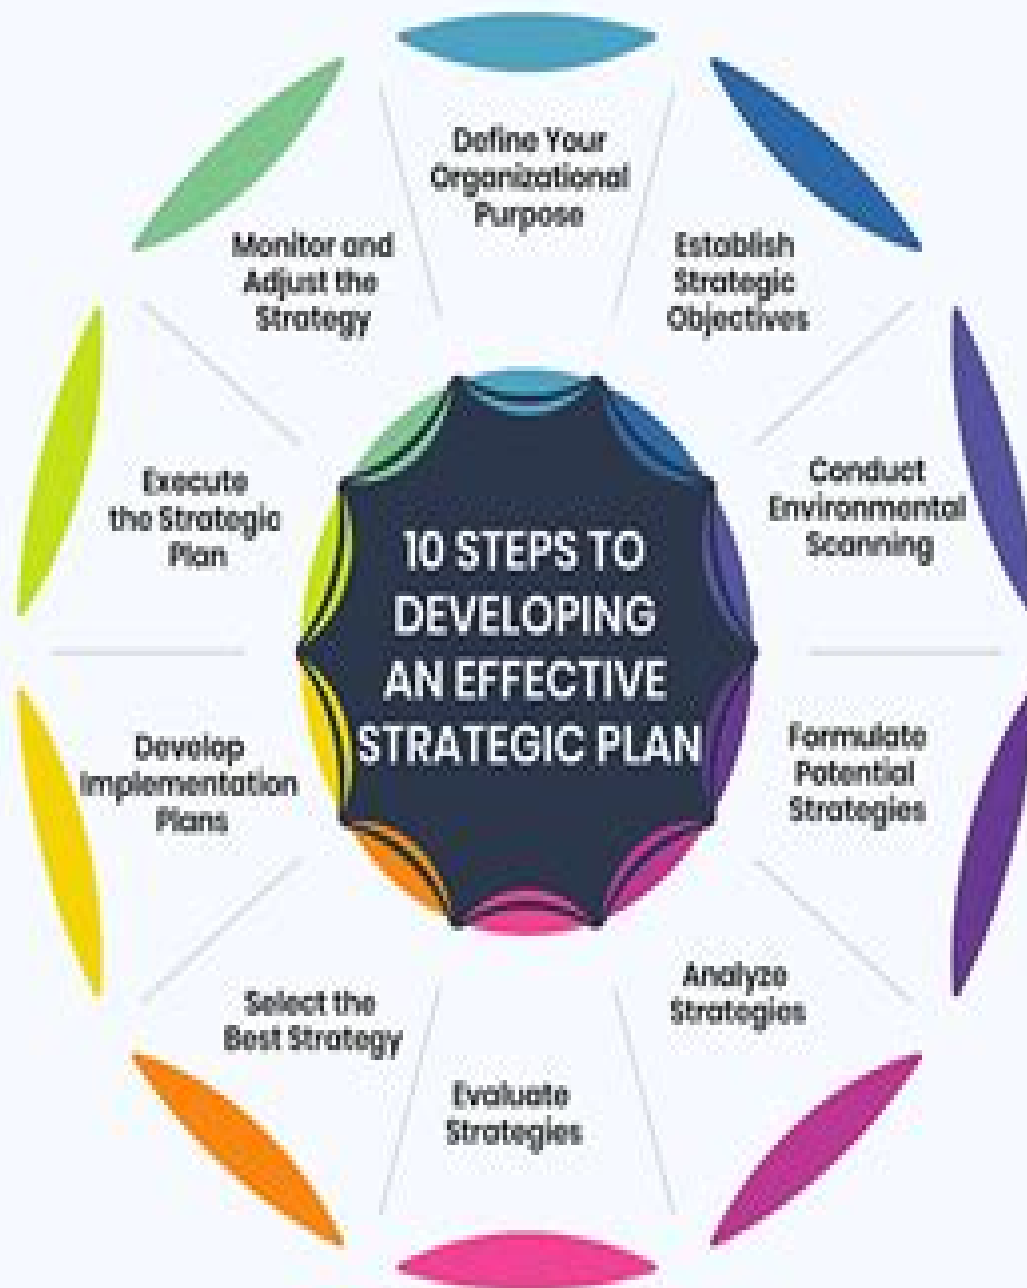 10 STEPS TO
DEVELOPING
AN EFFECTIVE
STRATEGIC PLAN
Define Your
Organizational
Purpose
Establish
Strategic
Objectives
Conduct
Environmental
Scanning
Formulate
Potential
Strategies
Analyze
Strategies
Evaluate
Strategies
Select the
Best Strategy
Develop
Implementation
Plans
Execute
the Strategic
Plan
Monitor and
Adjust the
Strategy